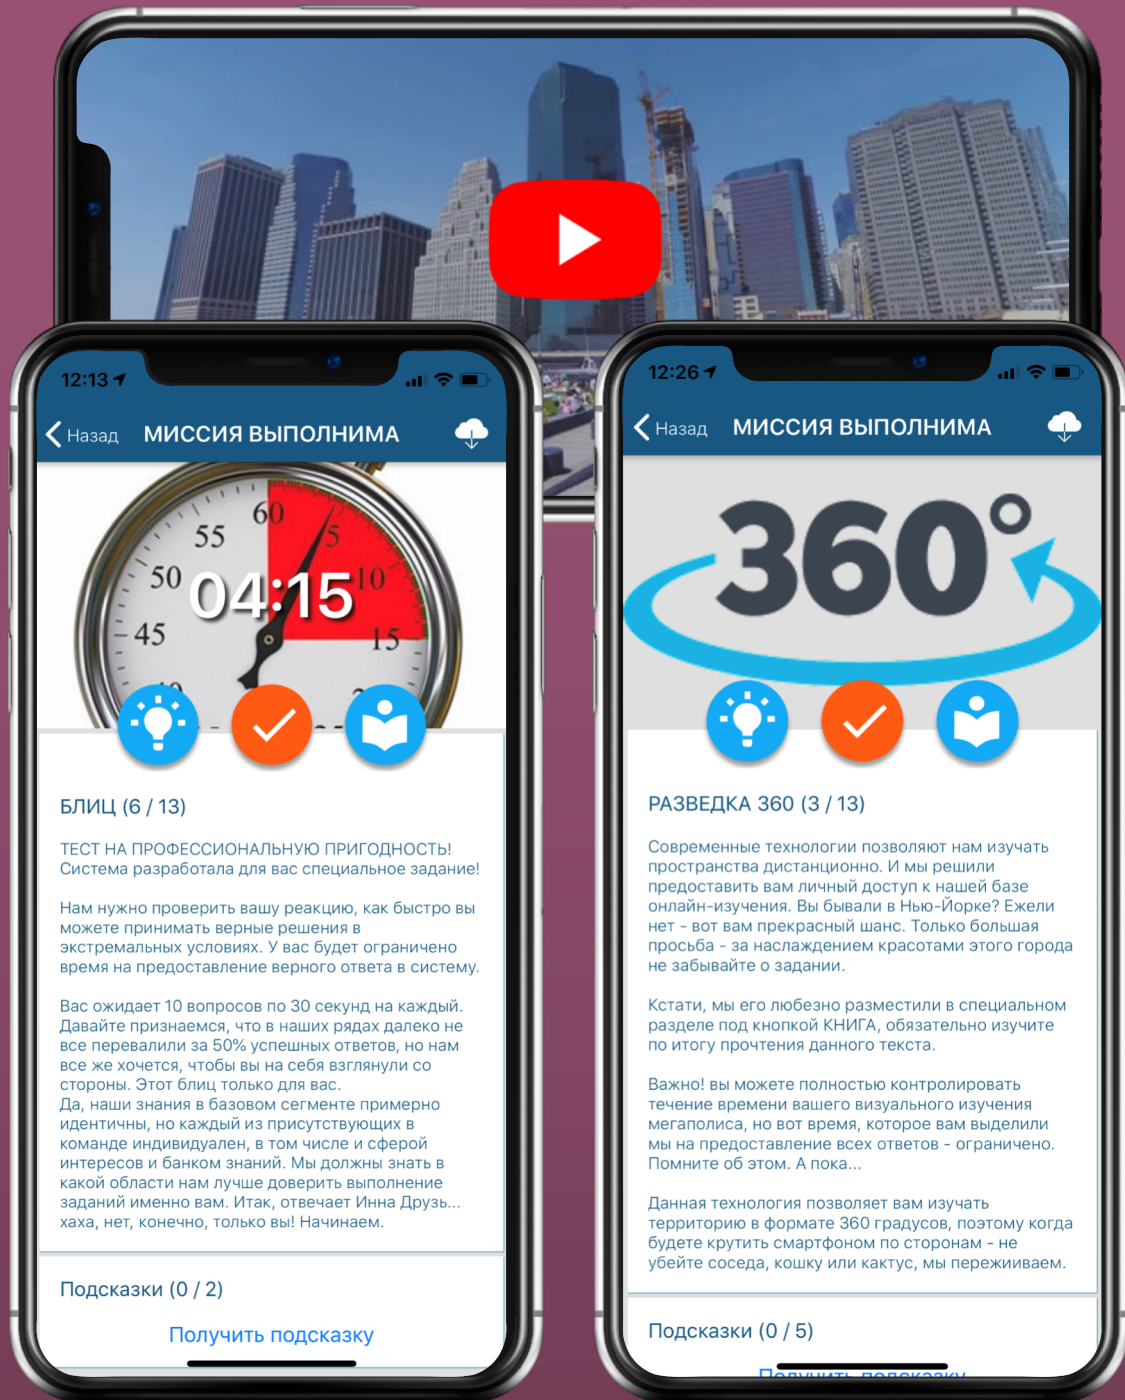 12:13
Назад
МИССИЯ ВЫПОЛНИМА
60
55
5
50
04:15
10
45
15
БЛИЦ (6 / 13)
ТЕСТ НА ПРОФЕССИОНАЛЬНУЮ ПРИГОДНОСТЬ!
Система разработала для вас специальное задание!
Нам нужно проверить вашу реакцию, как быстро вы
можете принимать верные решения в
экстремальных условиях. У вас будет ограничено
время на предоставление верного ответа в систему.
Вас ожидает 10 вопросов по 30 секунд на каждый.
Давайте признаемся, что в наших рядах далеко не
все перевалили за 50% успешных ответов, но нам
все же хочется, чтобы вы на себя взглянули со
стороны. Этот блиц только для вас.
Да, наши знания в базовом сегменте примерно
идентичны, но каждый из присутствующих в
команде индивидуален, в том числе и сферой
интересов и банком знаний. Мы должны знать в
какой области нам лучше доверить выполнение
заданий именно вам. Итак, отвечает Инна Друзь...
хаха, нет, конечно, только вы! Начинаем.
Подсказки (0 / 2)
Получить подсказку
12:26
Назад
МИССИЯ ВЫПОЛНИМА
360°
РАЗВЕДКА 360 (3 / 13)
Современные технологии позволяют нам изучать
пространства дистанционно. И мы решили
предоставить вам личный доступ к нашей базе
онлайн-изучения. Вы бывали в Нью-Йорке? Ежели
нет - вот вам прекрасный шанс. Только большая
просьба - за наслаждением красотами этого города
не забывайте о задании.
Кстати, мы его любезно разместили в специальном
разделе под кнопкой КНИГА, обязательно изучите
по итогу прочтения данного текста.
Важно! вы можете полностью контролировать
течение времени вашего визуального изучения
мегаполиса, но вот время, которое вам выделили
мы на предоставление всех ответов - ограничено.
Помните об этом. А пока...
Данная технология позволяет вам изучать
территорию в формате 360 градусов, поэтому когда
будете крутить смартфоном по сторонам - не
убейте соседа, кошку или кактус, мы пережииваем.
Подсказки (0 / 5)
Получить подсказку